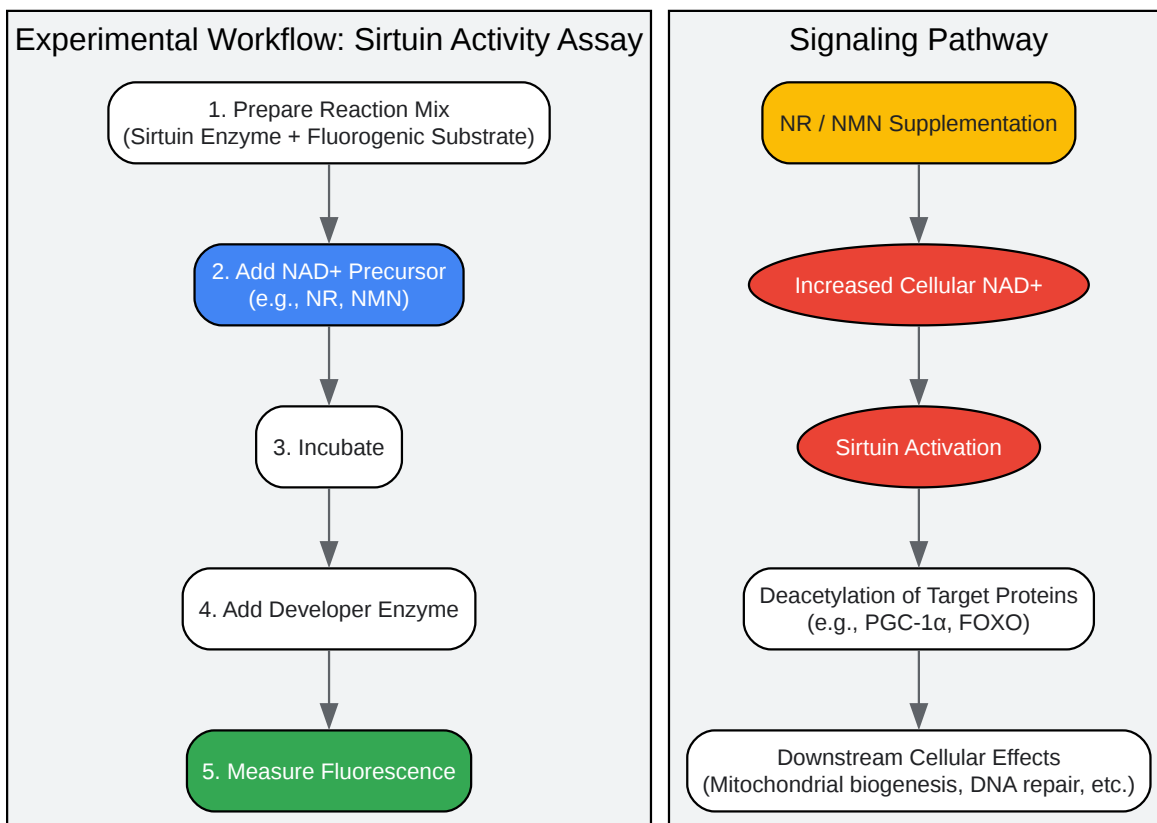 Experimental Workflow: Sirtuin Activity Assay
1. Prepare Reaction Mix
(Sirtuin Enzyme + Fluorogenic Substrate)
2. Add NAD+ Precursor
(e.g., NR, NMN)
3. Incubate
4. Add Developer Enzyme
5. Measure Fluorescence
Signaling Pathway
NR / NMN Supplementation
Increased Cellular NAD+
Sirtuin Activation
Deacetylation of Target Proteins
(e.g., PGC-1α, FOXO)
Downstream Cellular Effects
(Mitochondrial biogenesis, DNA repair, etc.)